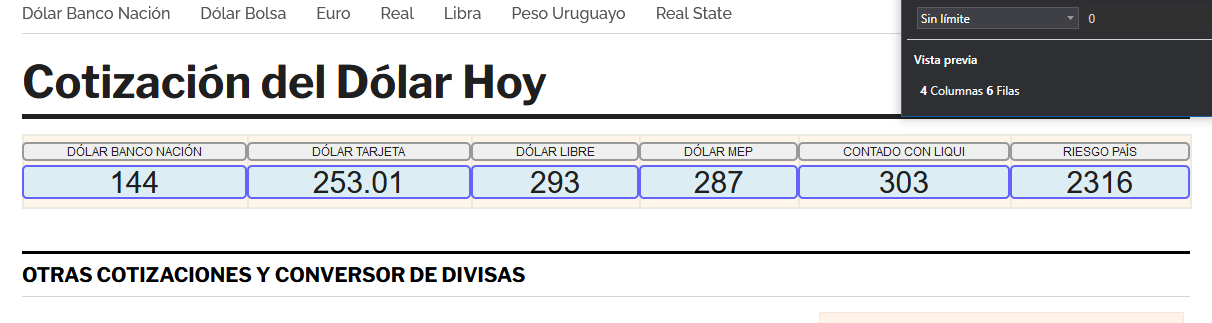 Dólar Banco Nación Dólar Bolsa Euro Real Libra Peso Uruguayo Real State
Sin límite 0
Vista previa
4 Columnas 6 Filas
Cotización del Dólar Hoy
DÓLAR BANCO NACIÓN DÓLAR TARJETA DÓLAR LIBRE DÓLAR MEP CONTADO CON LIQUI RIESGO PAÍS
144 253.01 293 287 303 2316
OTRAS COTIZACIONES Y CONVERSOR DE DIVISAS